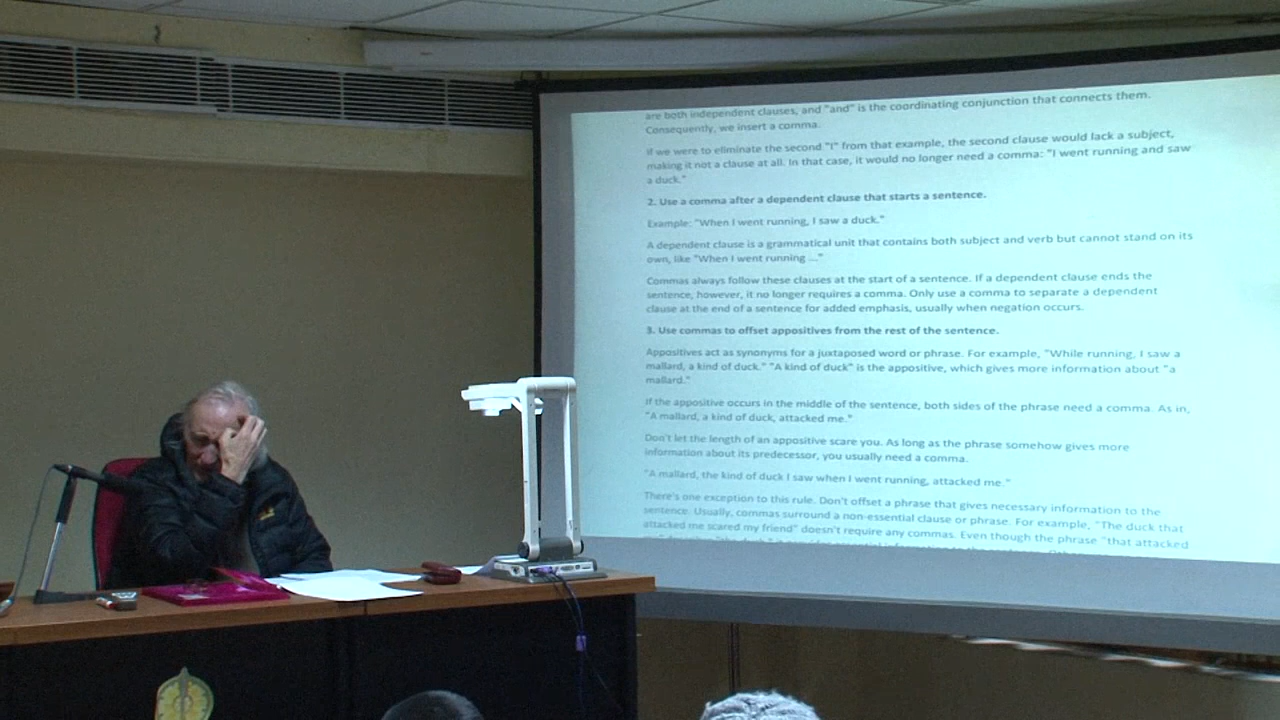 are both independent clauses, and "and" is the coordinating conjunction that connects them.
Consequently, we insert a comma.
If we were to eliminate the second "I" from that example, the second clause would lack a subject,
making it not a clause at all. In that case, it would no longer need a comma: "I went running and saw
a duck."
2. Use a comma after a dependent clause that starts a sentence.
Example: "When I went running, I saw a duck."
A dependent clause is a grammatical unit that contains both subject and verb but cannot stand on its
own, like "When I went running ..."
Commas always follow these clauses at the start of a sentence. If a dependent clause ends the
sentence, however, it no longer requires a comma. Only use a comma to separate a dependent
clause at the end of a sentence for added emphasis, usually when negation occurs.
3. Use commas to offset appositives from the rest of the sentence.
Appositives act as synonyms for a juxtaposed word or phrase. For example, "While running, I saw a
mallard, a kind of duck." "A kind of duck" is the appositive, which gives more information about "a
mallard."
If the appositive occurs in the middle of the sentence, both sides of the phrase need a comma. As in,
"A mallard, a kind of duck, attacked me."
Don't let the length of an appositive scare you. As long as the phrase somehow gives more
information about its predecessor, you usually need a comma.
"A mallard, the kind of duck I saw when I went running, attacked me."
There's one exception to this rule. Don't offset a phrase that gives necessary information to the
sentence. Usually, commas surround a non-essential clause or phrase. For example, "The duck that
attacked me scared my friend" doesn't require any commas. Even though the phrase "that attacked